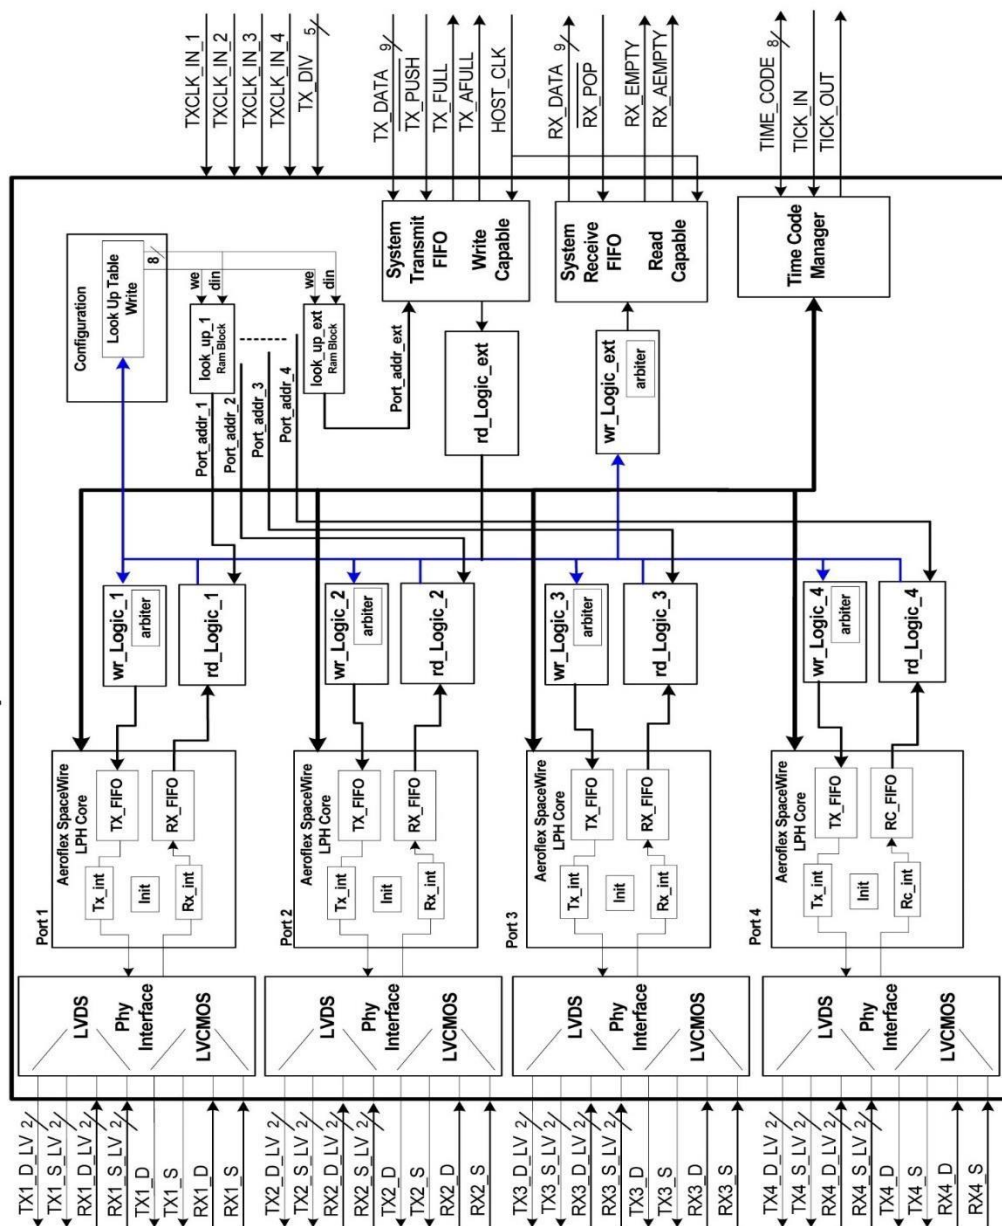 TXCLK_IN_1
TXCLK_IN_2
TXCLK_IN_3
TXCLK_IN_4
TX_DIV
5
TX_DATA
9
TX_PUSH
TX_FULL
TX_AFULL
HOST_CLK
RX_DATA
9
RX_POP
RX_EMPTY
RX_AEMPTY
TIME_CODE
8
TICK_IN
TICK_OUT
Configuration
Look Up Table
Write
8
we
din
look_up_1
Ram Block
we
din
look_up_ext
Ram Block
System
Transmit
FIFO
Write
Capable
System
Receive
FIFO
Read
Capable
Time Code
Manager
Port_addr_1
Port_addr_2
Port_addr_3
Port_addr_4
Port_addr_ext
rd_Logic_ext
wr_Logic_ext
arbiter
wr_Logic_1
arbiter
rd_Logic_1
wr_Logic_2
arbiter
rd_Logic_2
wr_Logic_3
arbiter
rd_Logic_3
wr_Logic_4
arbiter
rd_Logic_4
Port 1
Aeroflex SpaceWire
LPH Core
Tx_int
TX_FIFO
Init
Rx_int
RX_FIFO
Port 2
Aeroflex SpaceWire
LPH Core
Tx_int
TX_FIFO
Init
Rx_int
RX_FIFO
Port 3
Aeroflex SpaceWire
LPH Core
Tx_int
TX_FIFO
Init
Rx_int
RX_FIFO
Port 4
Aeroflex SpaceWire
LPH Core
Tx_int
TX_FIFO
Init
Rc_int
RC_FIFO
LVDS
Phy
Interface
LVCMOS
LVDS
Phy
Interface
LVCMOS
LVDS
Phy
Interface
LVCMOS
LVDS
Phy
Interface
LVCMOS
TX1_D_LV 2
TX1_S_LV 2
RX1_D_LV 2
RX1_S_LV 2
TX1_D
TX1_S
RX1_D
RX1_S
TX2_D_LV 2
TX2_S_LV 2
RX2_D_LV 2
RX2_S_LV 2
TX2_D
TX2_S
RX2_D
RX2_S
TX3_D_LV 2
TX3_S_LV 2
RX3_D_LV 2
RX3_S_LV 2
TX3_D
TX3_S
RX3_D
RX3_S
TX4_D_LV 2
TX4_S_LV 2
RX4_D_LV 2
RX4_S_LV 2
TX4_D
TX4_S
RX4_D
RX4_S